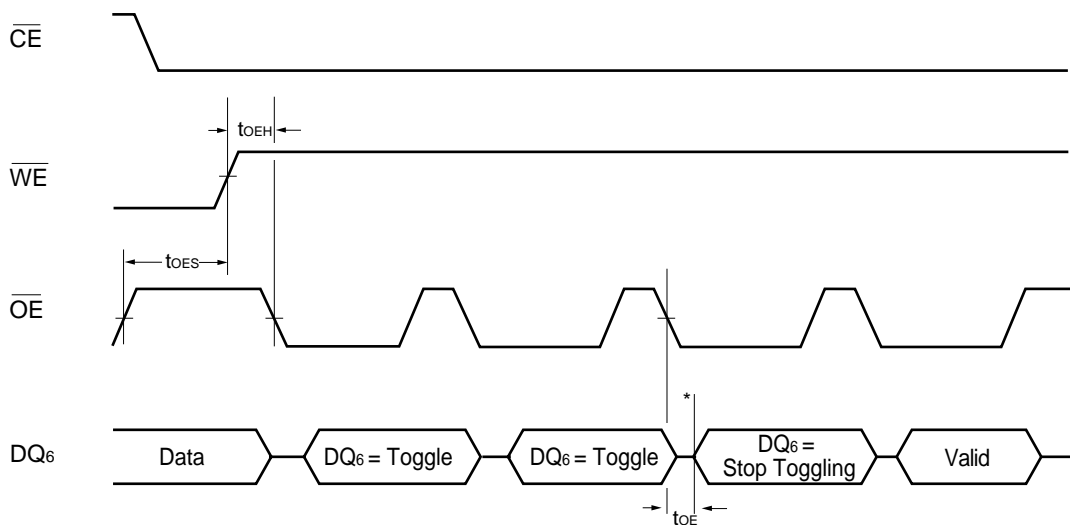 CE
tOEH
WE
tOES
OE
*
DQ6
Data
DQ6 = Toggle
DQ6 = Toggle
DQ6 =
Stop Toggling
Valid
tOE